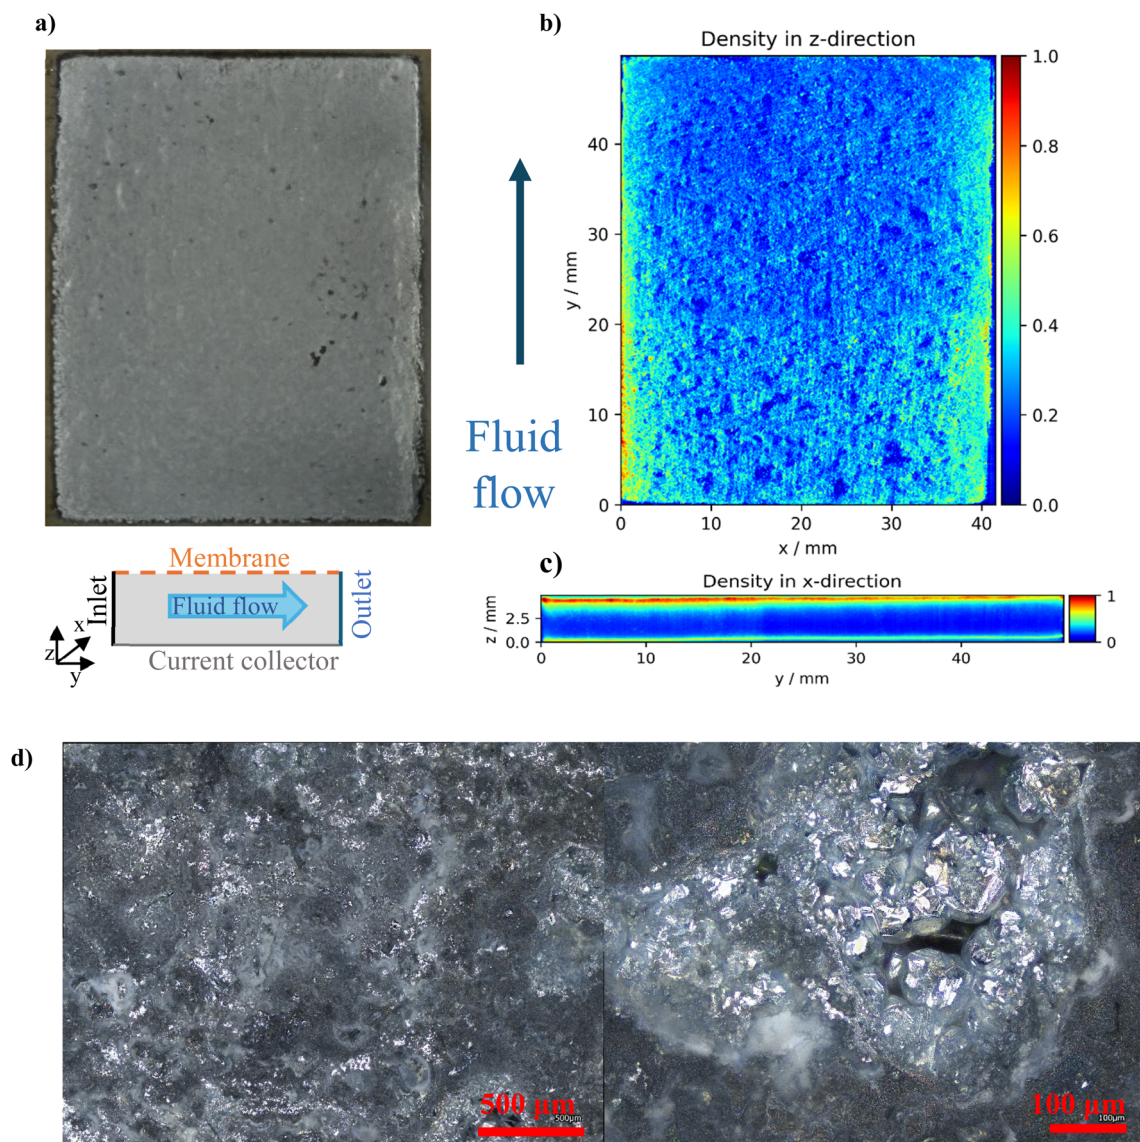 a)
b)
Density in z-direction
1.0
0.8
0.6
0.4
0.2
0.0
40
30
20
10
0
y / mm
0
10
20
30
40
x / mm
Fluid
flow
Membrane
Inlet
Fluid flow
Outlet
Current collector
z
x
y
c)
Density in x-direction
z / mm
2.5
0.0
0
10
20
30
40
y / mm
1
0
d)
500 μm
500μm
100 μm
100μm